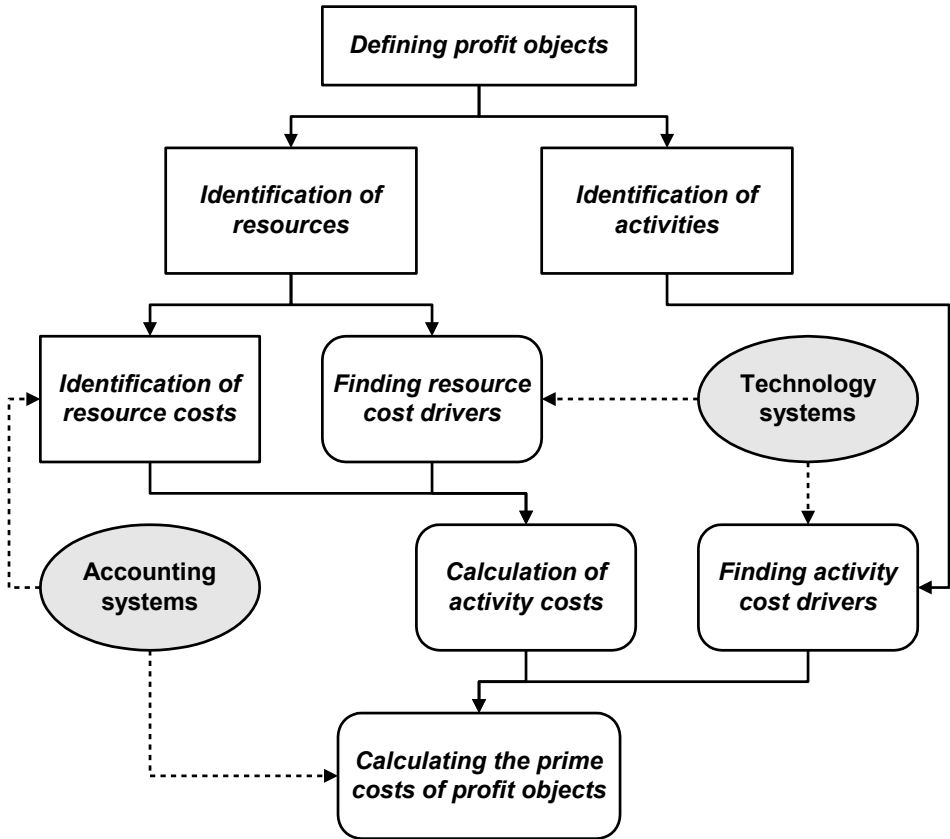 Defining profit objects
Identification of
resources
Identification of
activities
Identification of
resource costs
Finding resource
cost drivers
Technology
systems
Accounting
systems
Calculation of
activity costs
Finding activity
cost drivers
Calculating the prime
costs of profit objects